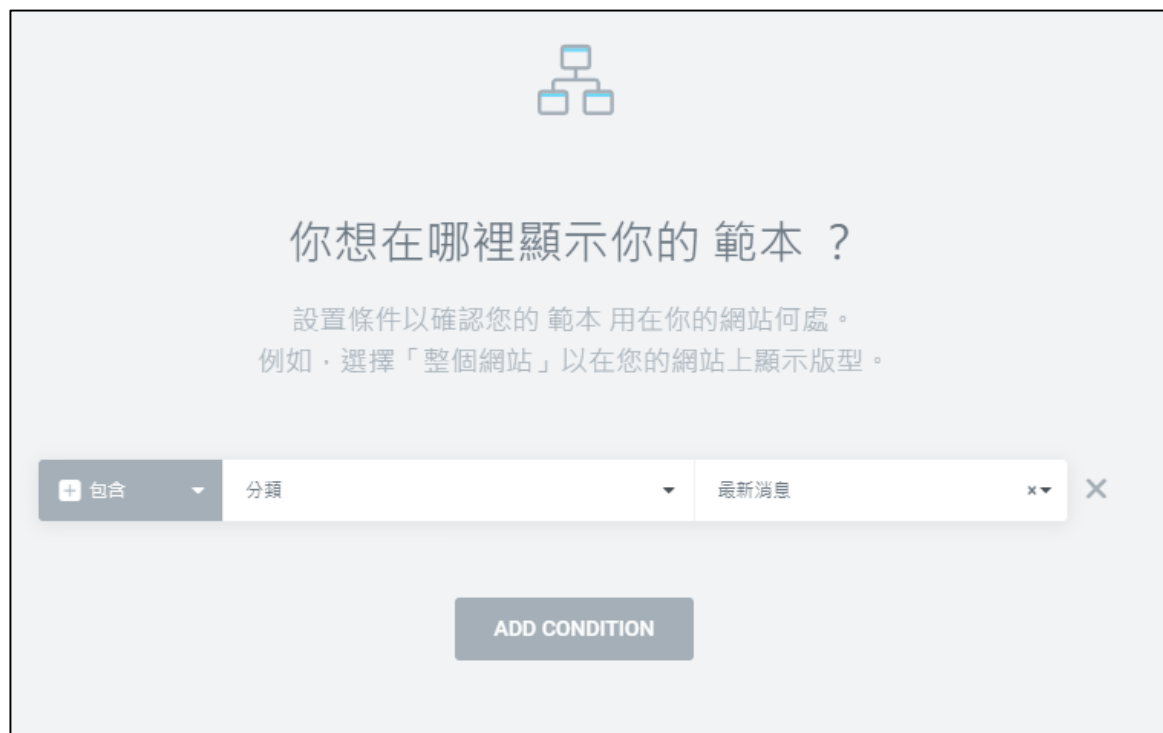 你想在哪裡顯示你的 範本 ？
設置條件以確認您的 範本 用在你的網站何處。
例如，選擇「整個網站」以在您的網站上顯示版型。
包含 分類 最新消息
ADD CONDITION